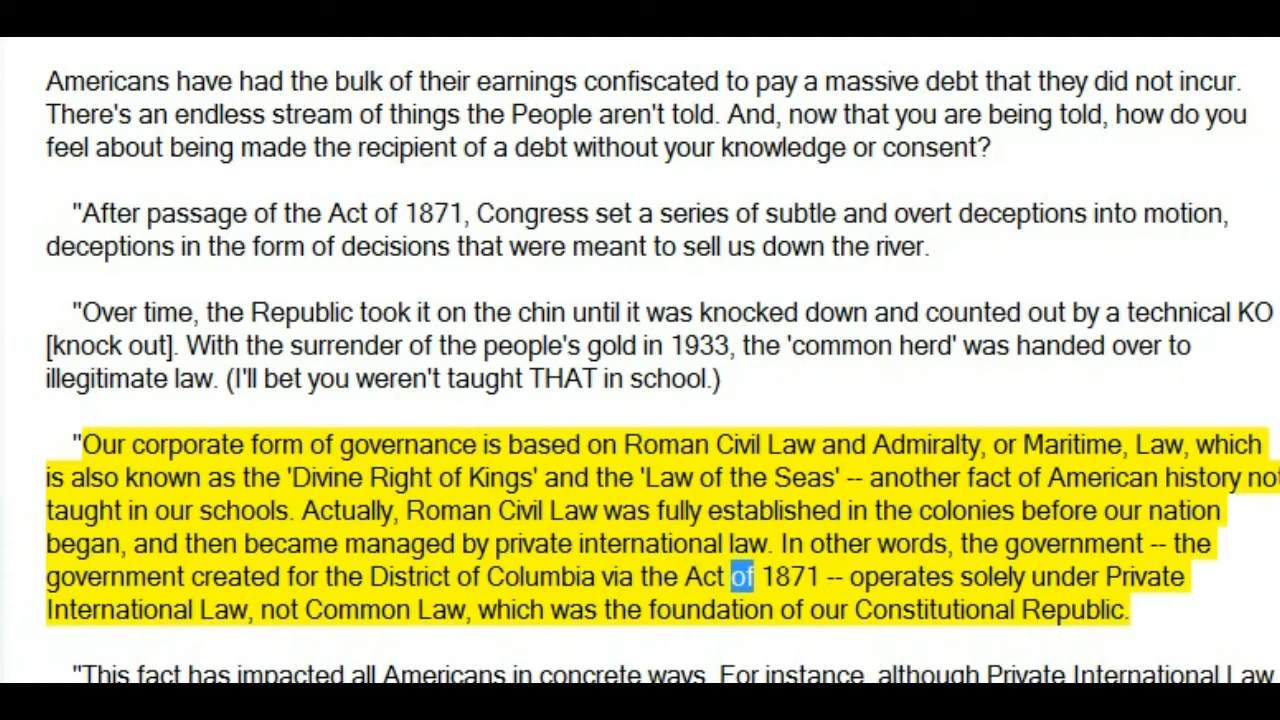 Americans have had the bulk of their earnings confiscated to pay a massive debt that they did not incur.
There's an endless stream of things the People aren't told. And, now that you are being told, how do you
feel about being made the recipient of a debt without your knowledge or consent?
"After passage of the Act of 1871, Congress set a series of subtle and overt deceptions into motion,
deceptions in the form of decisions that were meant to sell us down the river.
"Over time, the Republic took it on the chin until it was knocked down and counted out by a technical KO
[knock out]. With the surrender of the people's gold in 1933, the 'common herd' was handed over to
illegitimate law. (I'll bet you weren't taught THAT in school.)
"Our corporate form of governance is based on Roman Civil Law and Admiralty, or Maritime, Law, which
is also known as the 'Divine Right of Kings' and the 'Law of the Seas' -- another fact of American history not
taught in our schools. Actually, Roman Civil Law was fully established in the colonies before our nation
began, and then became managed by private international law. In other words, the government -- the
government created for the District of Columbia via the Act of 1871 -- operates solely under Private
International Law, not Common Law, which was the foundation of our Constitutional Republic.
"This fact has impacted all Americans in concrete ways. For instance, although Private International Law